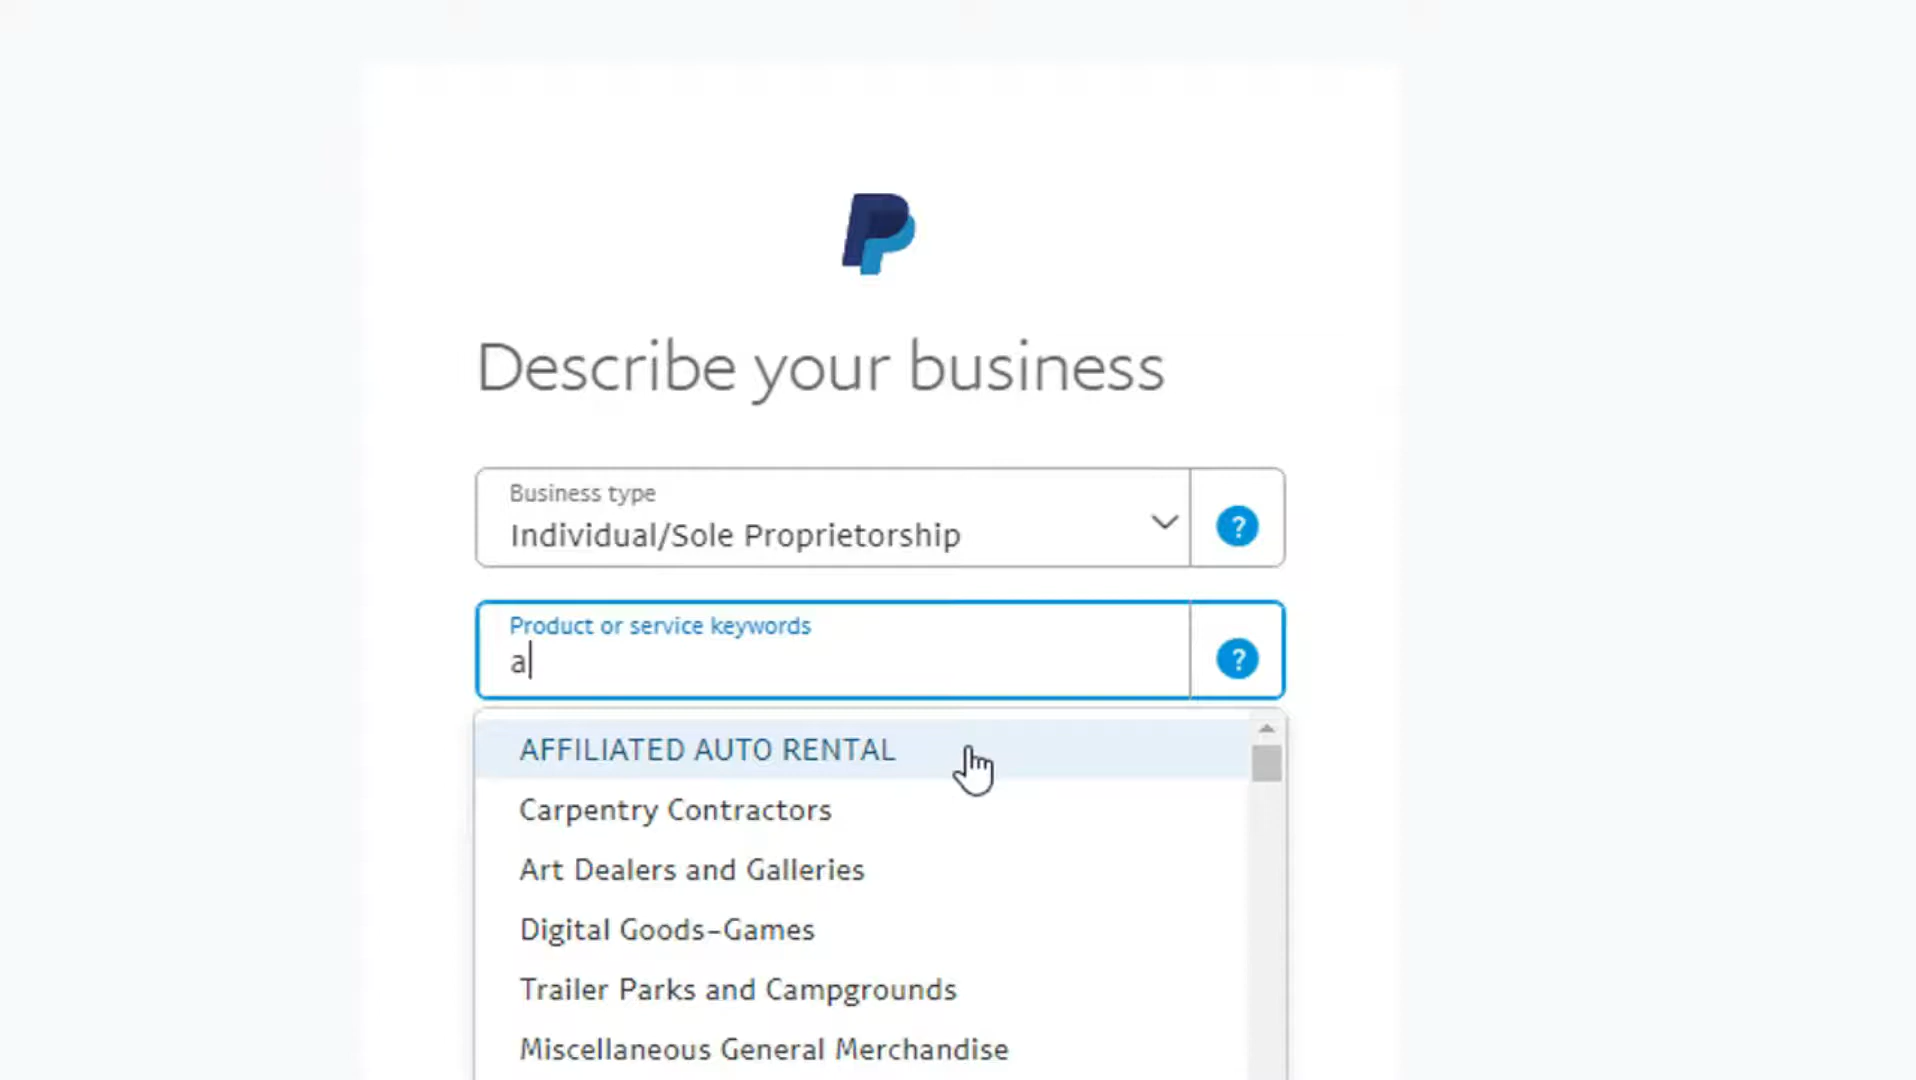 Describe your business
Business type
Individual/Sole Proprietorship
?
Product or service keywords
a
?
AFFILIATED AUTO RENTAL
Carpentry Contractors
Art Dealers and Galleries
Digital Goods–Games
Trailer Parks and Campgrounds
Miscellaneous General Merchandise